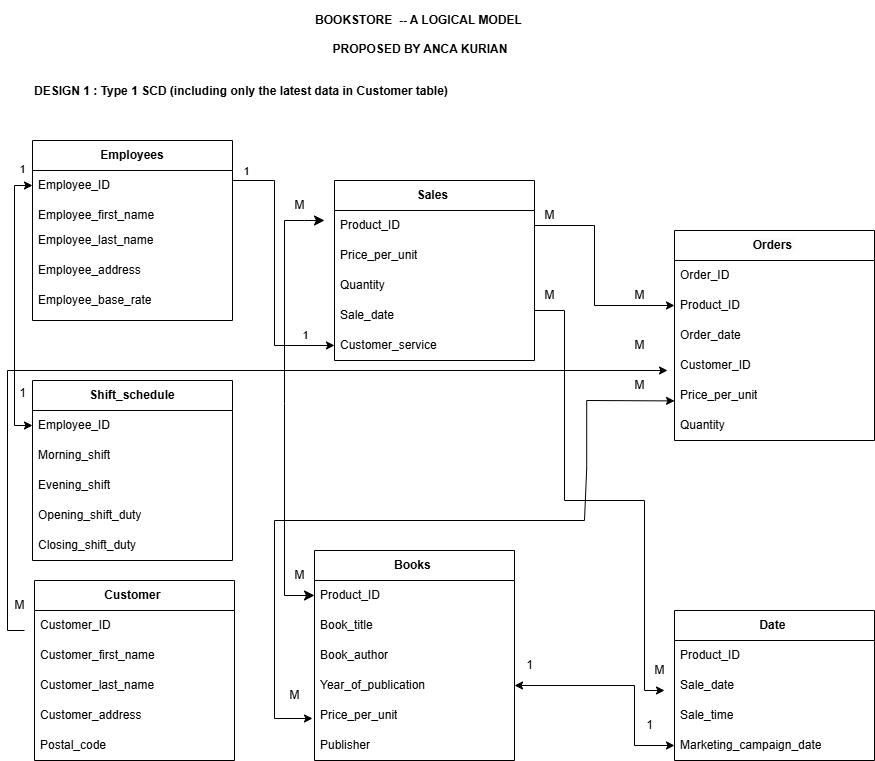 BOOKSTORE -- A LOGICAL MODEL
PROPOSED BY ANCA KURIAN
DESIGN 1 : Type 1 SCD (including only the latest data in Customer table)
Employees
Employee_ID
Employee_first_name
Employee_last_name
Employee_address
Employee_base_rate
1
1
Sales
Product_ID
Price_per_unit
Quantity
Sale_date
Customer_service
M
1
M
M
Orders
Order_ID
Product_ID
Order_date
Customer_ID
Price_per_unit
Quantity
M
M
M
Shift_schedule
Employee_ID
Morning_shift
Evening_shift
Opening_shift_duty
Closing_shift_duty
1
Customer
Customer_ID
Customer_first_name
Customer_last_name
Customer_address
Postal_code
M
Books
Product_ID
Book_title
Book_author
Year_of_publication
Price_per_unit
Publisher
M
M
1
Date
Product_ID
Sale_date
Sale_time
Marketing_campaign_date
M
1